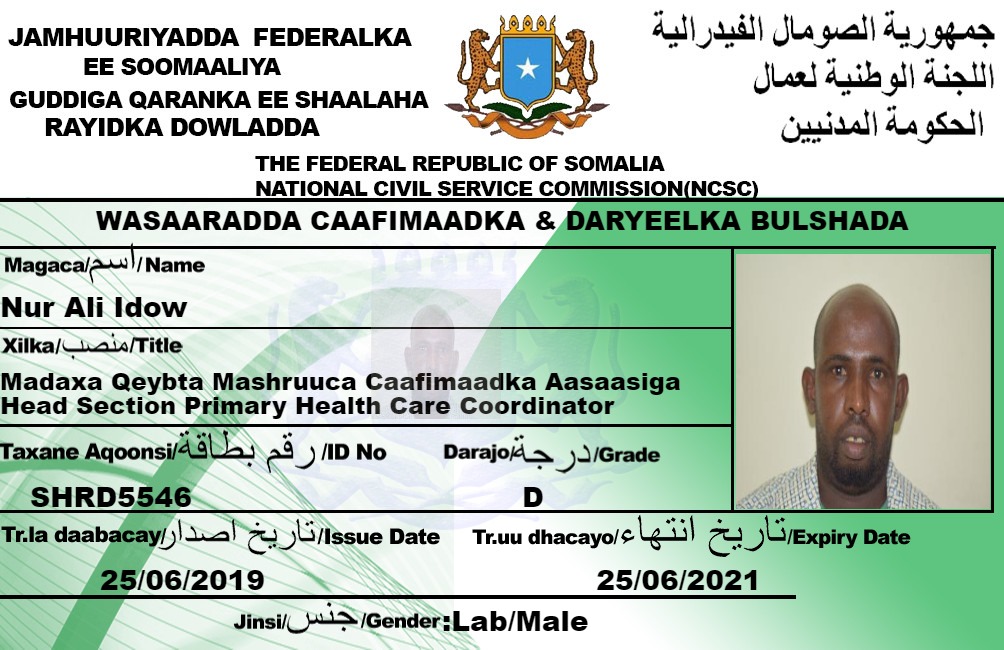 JAMHUURIYADDA FEDERALKA
EE SOOMAALIYA
GUDDIGA QARANKA EE SHAALAHA
RAYIDKA DOWLADDA
جمهورية الصومال الفيدرالية
اللجنة الوطنية لعمال
الحكومة المدنيين
THE FEDERAL REPUBLIC OF SOMALIA
NATIONAL CIVIL SERVICE COMMISSION(NCSC)
WASAARADDA CAAFIMAADKA & DARYEELKA BULSHADA
Magaca/اسم/Name
Nur Ali Idow
Xilka/منصب/Title
Madaxa Qeybta Mashruuca Caafimaadka Aasaasiga
Head Section Primary Health Care Coordinator
Taxane Aqoonsi/رقم بطاقة/ID No
Darajo/درجة/Grade
SHRD5546
D
Tr.la daabacay/تاريخ اصدار/Issue Date
Tr.uu dhacayo/تاريخ انتهاء/Expiry Date
25/06/2019
25/06/2021
Jinsi/جنس/Gender:Lab/Male